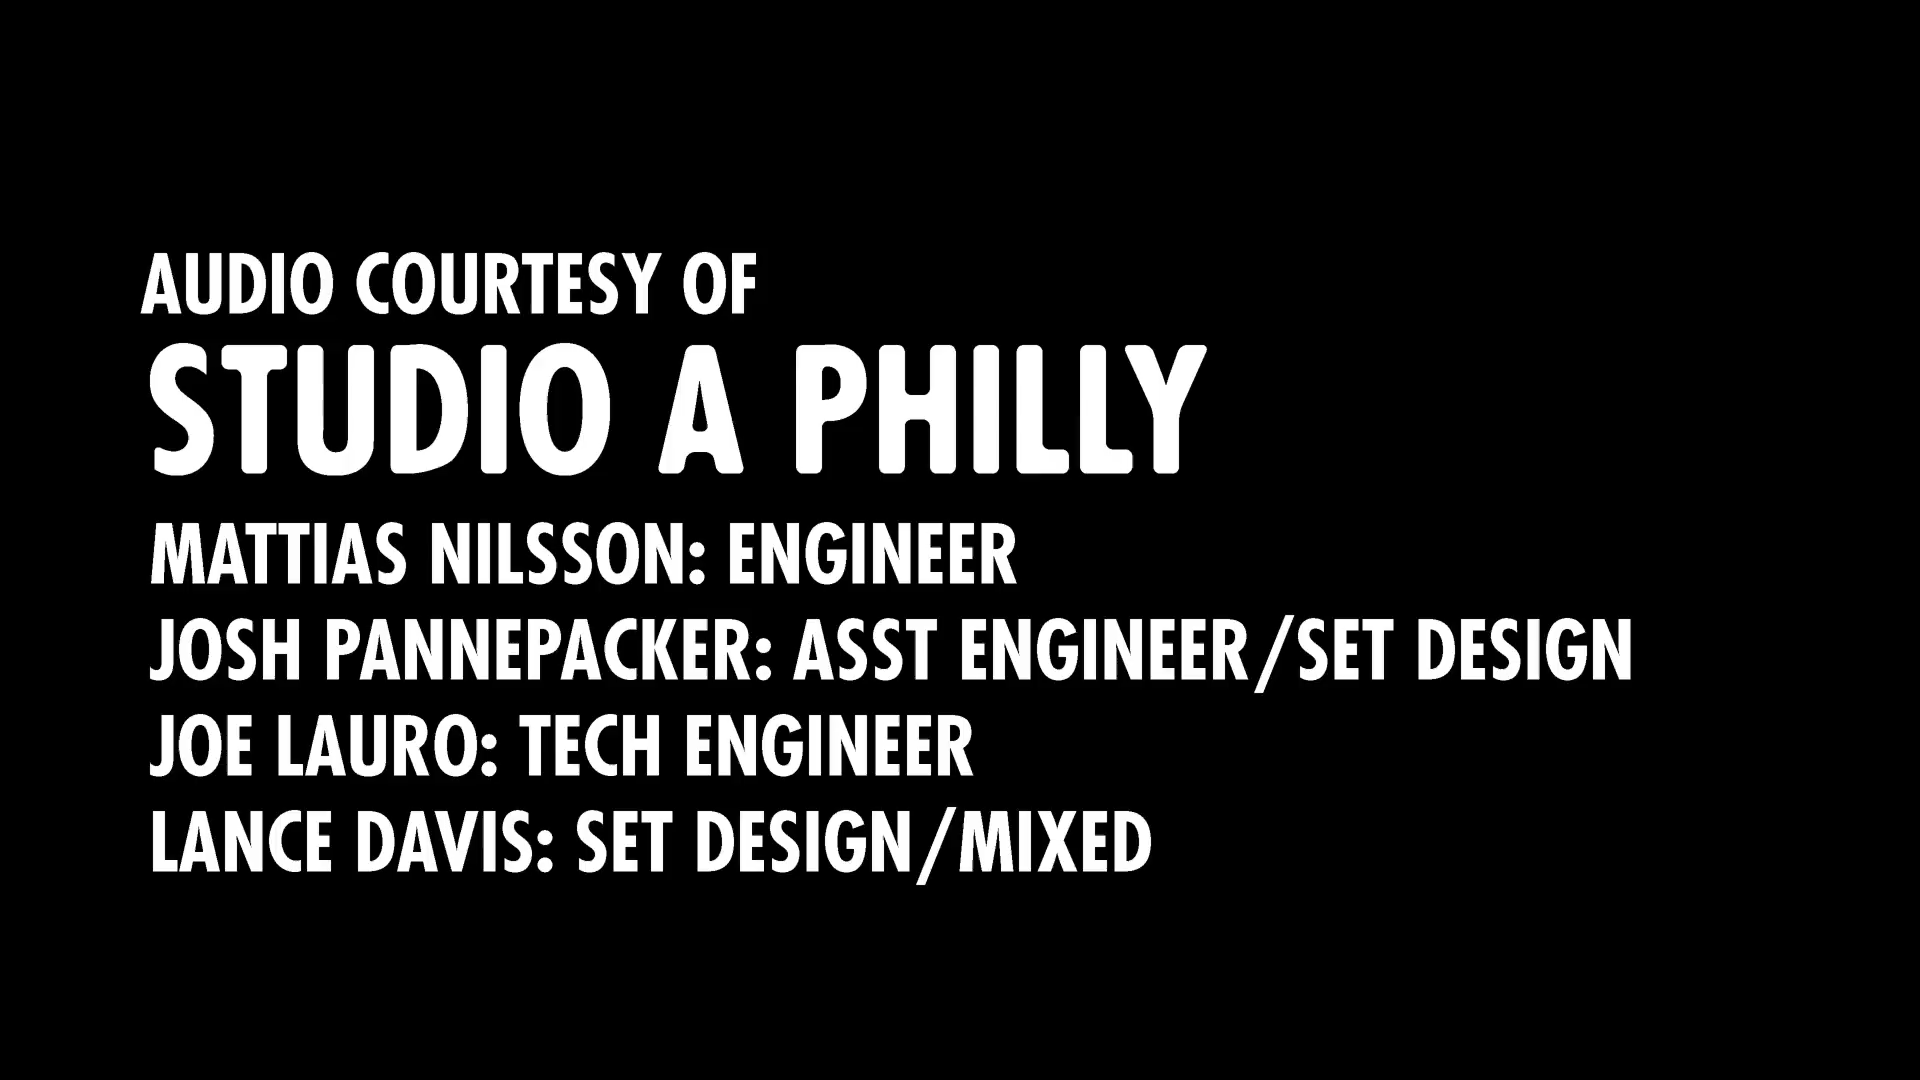 AUDIO COURTESY OF
STUDIO A PHILLY
MATTIAS NILSSON: ENGINEER
JOSH PANNEPACKER: ASST ENGINEER/SET DESIGN
JOE LAURO: TECH ENGINEER
LANCE DAVIS: SET DESIGN/MIXED